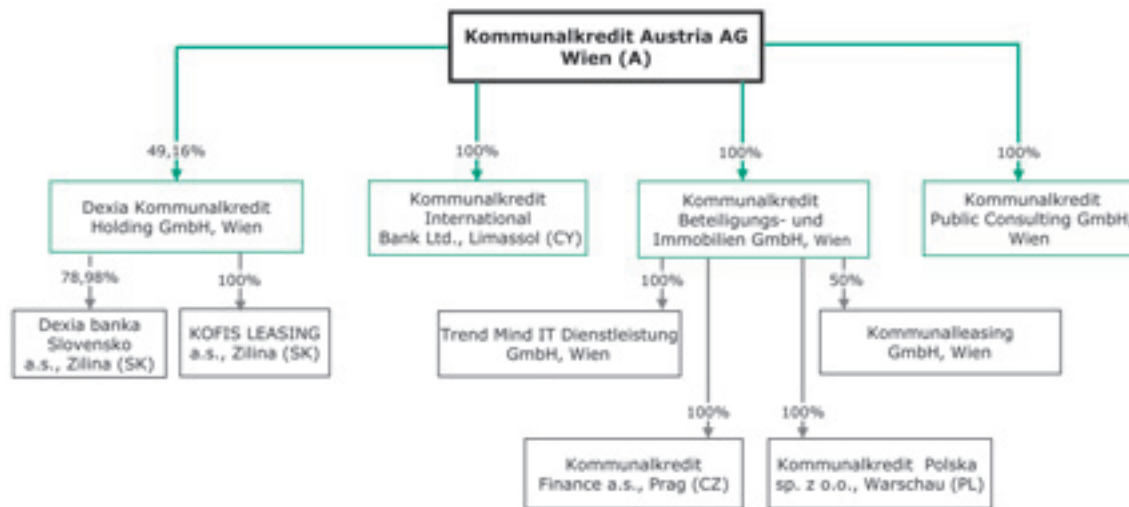 Kommunalkredit Austria AG
Wien (A)
49,16%
100%
100%
100%
Dexia Kommunalkredit
Holding GmbH, Wien
Kommunalkredit
International
Bank Ltd., Limassol (CY)
Kommunalkredit
Beteiligungs- und
Immobilien GmbH, Wien
Kommunalkredit
Public Consulting GmbH,
Wien
78,98%
100%
100%
50%
Dexia banka
Slovensko
a.s., Zilina (SK)
KOFIS LEASING
a.s., Zilina (SK)
Trend Mind IT Dienstleistung
GmbH, Wien
Kommunalleasing
GmbH, Wien
100%
100%
Kommunalkredit
Finance a.s., Prag (CZ)
Kommunalkredit Polska
sp. z o.o., Warschau (PL)